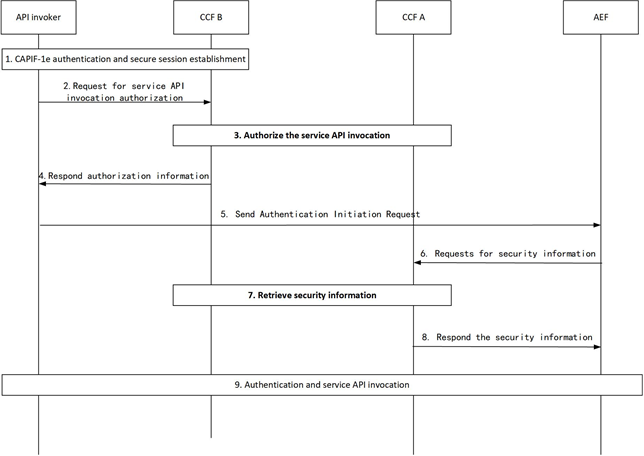 API invoker
CCF B
CCF A
AEF
1. CAPIF-1e authentication and secure session establishment
2. Request for service API
invocation authorization
3. Authorize the service API invocation
4. Respond authorization information
5. Send Authentication Initiation Request
6. Requests for security information
7. Retrieve security information
8. Respond the security information
9. Authentication and service API invocation